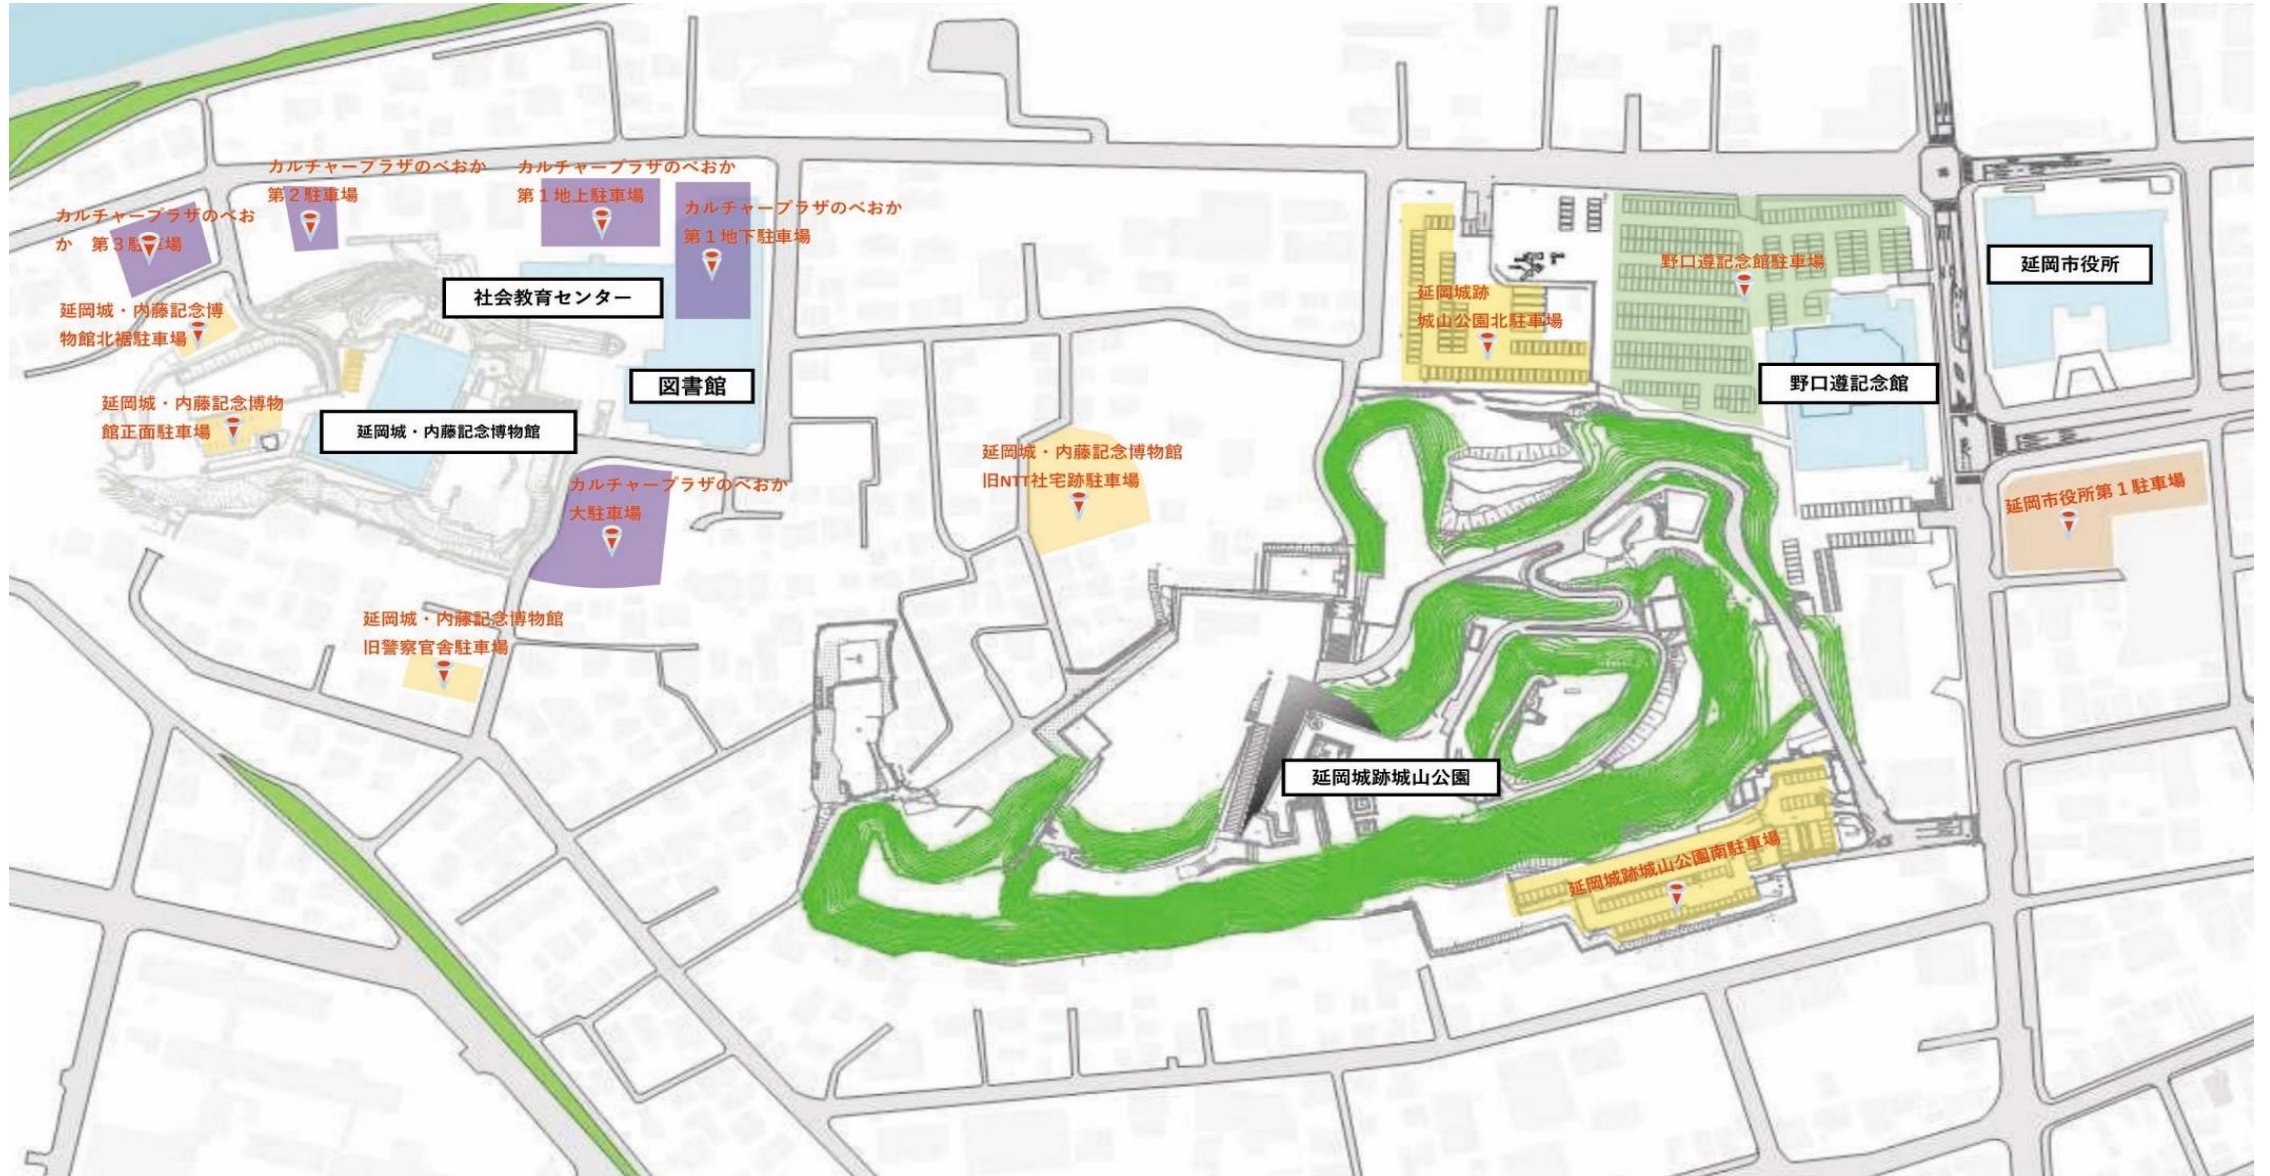 カルチャープラザのべおか
第２駐車場
カルチャープラザのべおか
第１地上駐車場
カルチャープラザのべおか
第１地下駐車場
カルチャープラザのべお
か　第３駐車場
延岡城・内藤記念博
物館北裾駐車場
延岡城・内藤記念博物
館正面駐車場
社会教育センター
図書館
延岡城・内藤記念博物館
カルチャープラザのべおか
大駐車場
延岡城・内藤記念博物館
旧警察官舎駐車場
延岡城・内藤記念博物館
旧NTT社宅跡駐車場
延岡城跡
城山公園北駐車場
野口遵記念館駐車場
野口遵記念館
延岡市役所
延岡市役所第１駐車場
延岡城跡城山公園
延岡城跡城山公園南駐車場